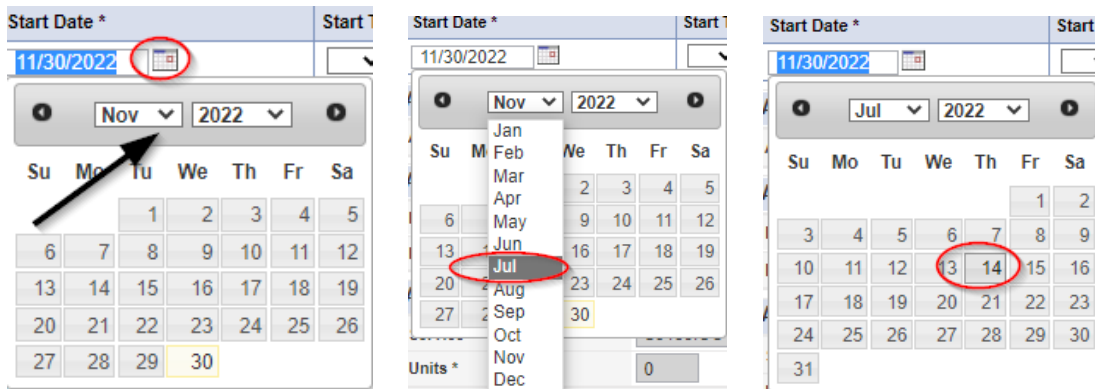 Start Date * Start T
11/30/2022
Nov 2022
Su Mo Tu We Th Fr Sa
1 2 3 4 5
6 7 8 9 10 11 12
13 14 15 16 17 18 19
20 21 22 23 24 25 26
27 28 29 30
Start Date * Start T
11/30/2022
Nov 2022
Jan
Su Feb We Th Fr Sa
Mar 2 3 4 5
Apr
6 May 9 10 11 12
13 Jun 16 17 18 19
Jul
20 Aug 23 24 25 26
27 Sep 30
Oct
Units * Nov 0
Dec
Start Date * Start
11/30/2022
Jul 2022
Su Mo Tu We Th Fr Sa
1 2
3 4 5 6 7 8 9
10 11 12 13 14 15 16
17 18 19 20 21 22 23
24 25 26 27 28 29 30
31